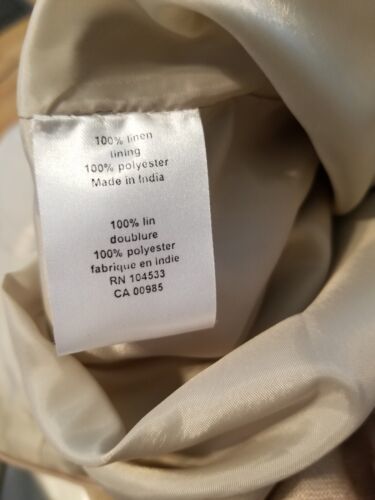 100% linen
lining
100% polyester
Made in India
100% lin
doublure
100% polyester
fabrique en indie
RN 104533
CA 00985